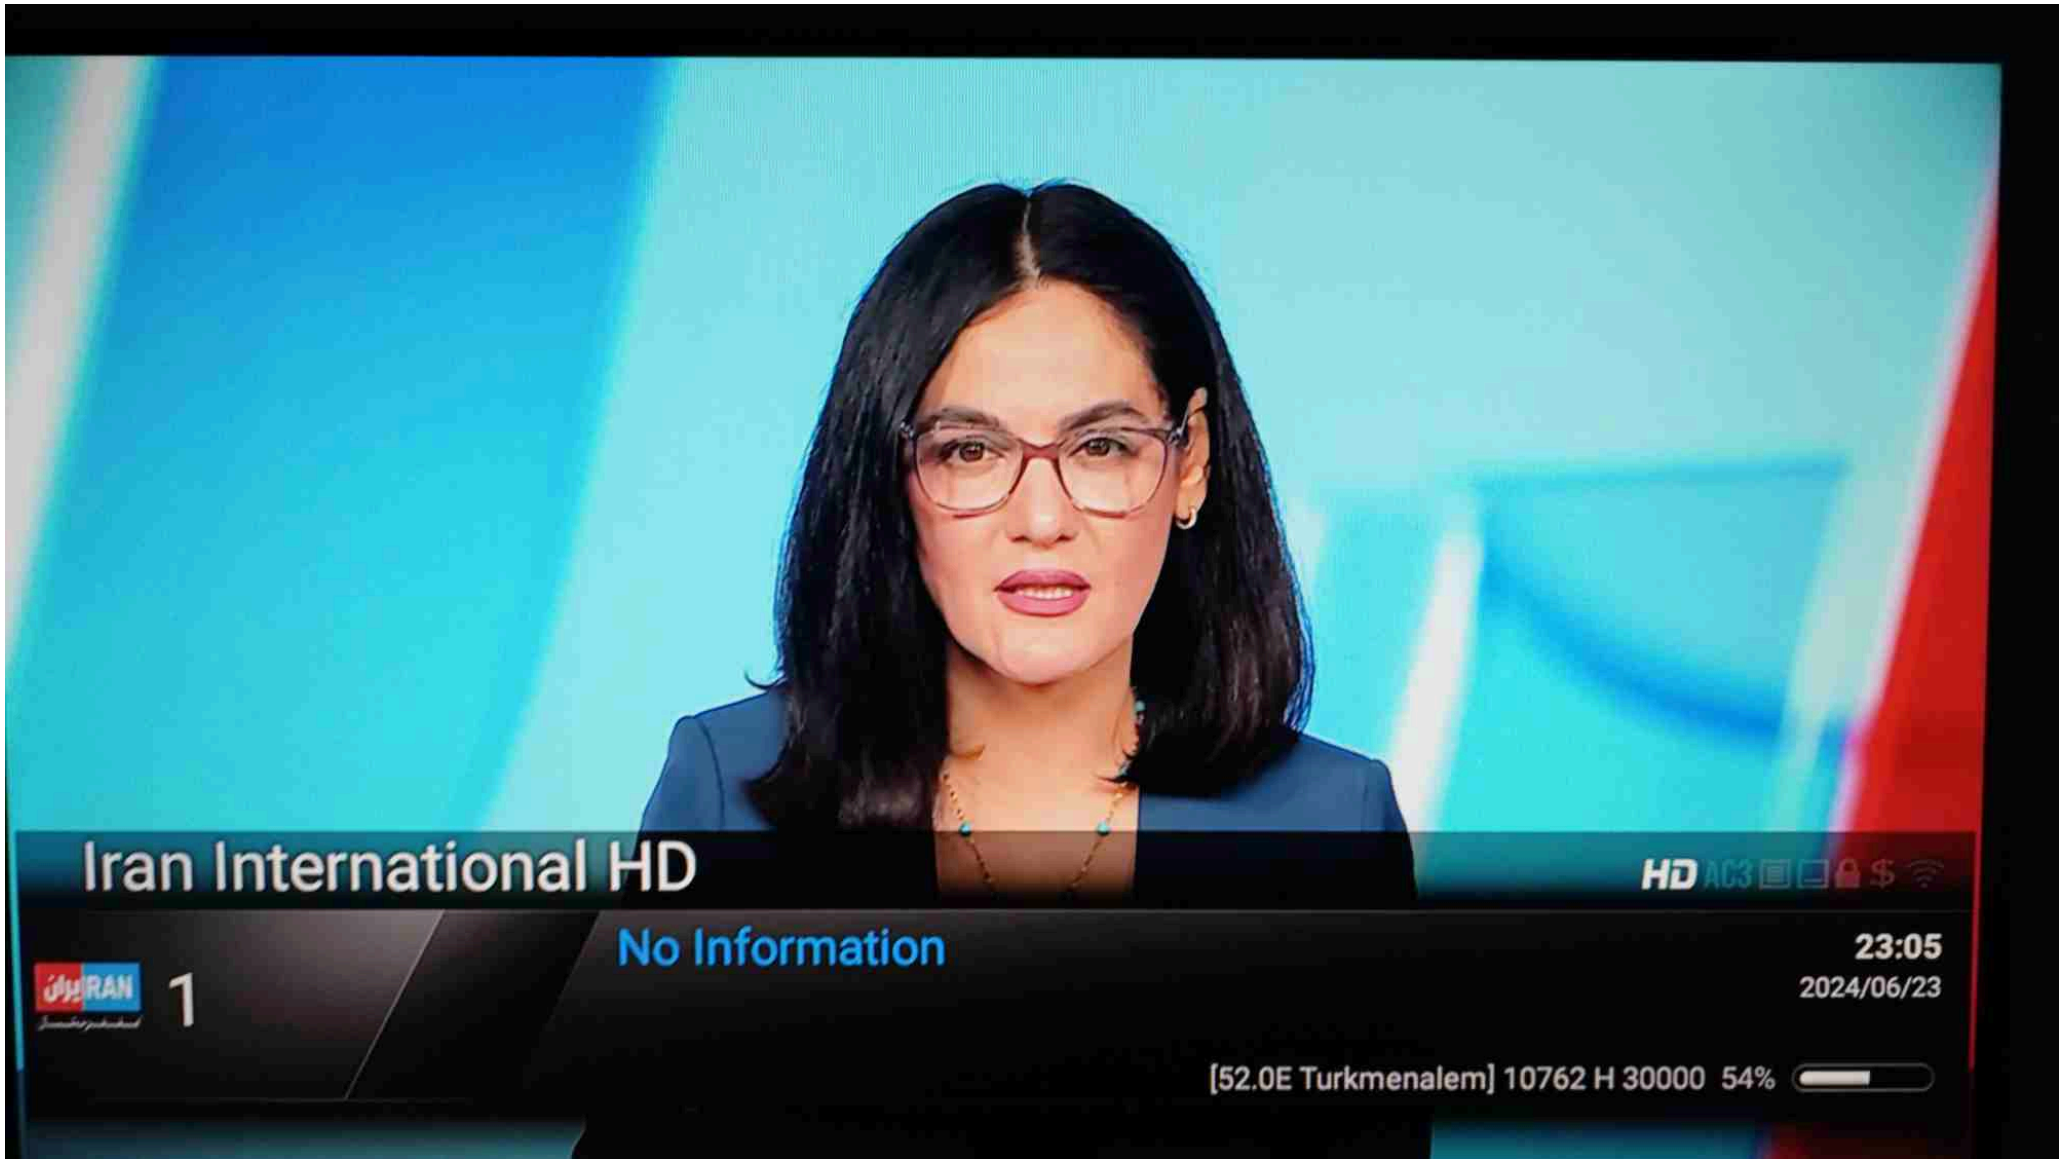 Iran International HD
HD AC3 $
No Information
23:05
ایران IRAN
1
2024/06/23
[52.0E Turkmenalem] 10762 H 30000 54%